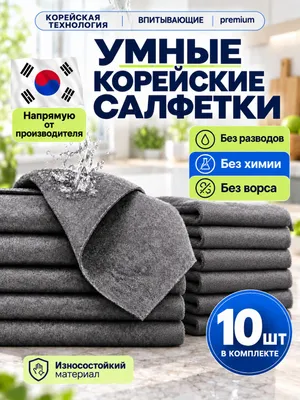 КОРЕЙСКАЯ
ТЕХНОЛОГИЯ
ВПИТЫВАЮЩИЕ
premium
УМНЫЕ
КОРЕЙСКИЕ
САЛФЕТКИ
Напрямую
от
производителя
Без разводов
Без химии
Без ворса
10 шт
В КОМПЛЕКТЕ
Износостойкий
материал